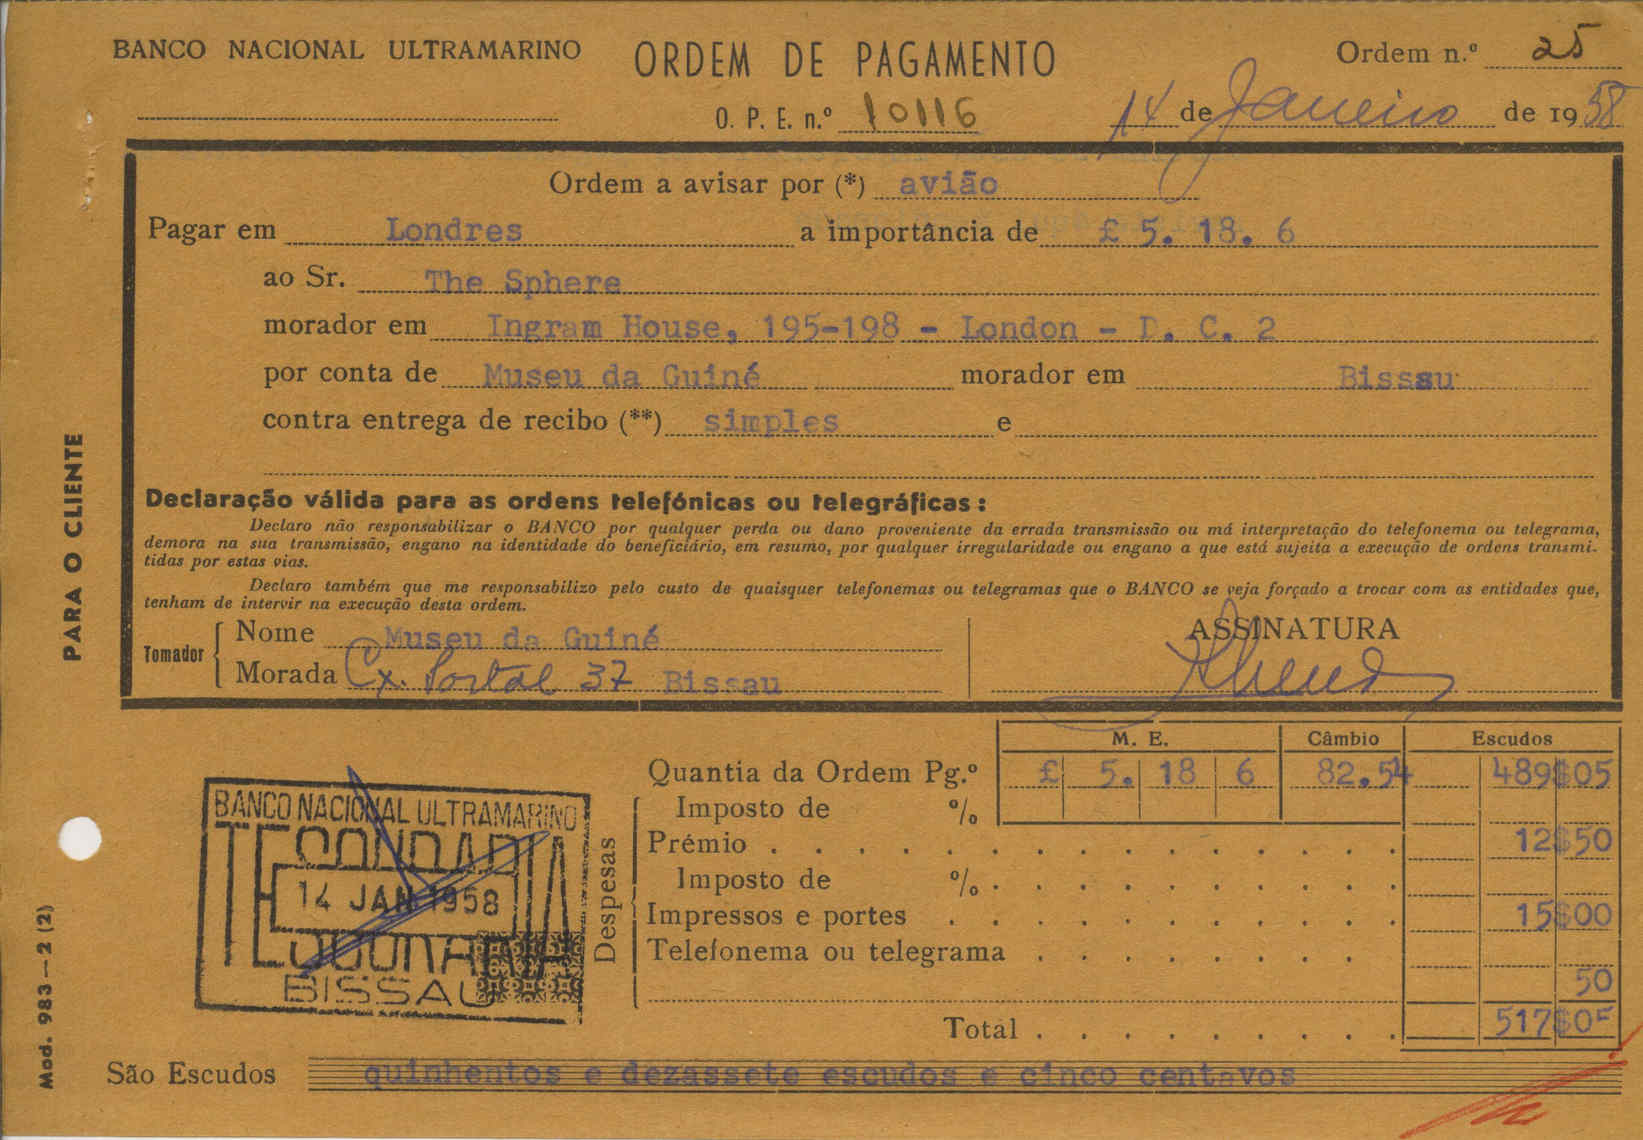 BANCO NACIONAL ULTRAMARINO
ORDEM DE PAGAMENTO
Ordem n.º 25
O. P. E. n.º 10116
14 de Janeiro de 1958
Ordem a avisar por (*) avião
Pagar em Londres a importância de £ 5. 18. 6
ao Sr. The Sphere
morador em Ingram House, 195-198 - London - D. C. 2
por conta de Museu da Guiné morador em Bissau
contra entrega de recibo (**) simples e
Declaração válida para as ordens telefónicas ou telegráficas:
Declaro não responsabilizar o BANCO por qualquer perda ou dano proveniente da errada transmissão ou má interpretação do telefonema ou telegrama,
demora na sua transmissão, engano na identidade do beneficiário, em resumo, por qualquer irregularidade ou engano a que está sujeita a execução de ordens transmi-
tidas por estas vias.
Declaro também que me responsabilizo pelo custo de quaisquer telefonemas ou telegramas que o BANCO se veja forçado a trocar com as entidades que,
tenham de intervir na execução desta ordem.
Tomador
Nome Museu da Guiné
Morada Cx. Postal 37 Bissau
ASSINATURA
PARA O CLIENTE
M. E. Câmbio Escudos
Quantia da Ordem Pg.º £ 5. 18 6 82.54 489$05
Imposto de %
Prémio . . . . . . . . . . . . . . 12$50
Imposto de % . . . . . . . . . .
Impressos e portes . . . . . . . . . . . 15$00
Telefonema ou telegrama . . . . . . . .
50
Total . . . . . . . . . 517$05
Despesas
BANCO NACIONAL ULTRAMARINO
TESOURARIA
14 JAN 1958
TESOURARIA
BISSAU
São Escudos quinhentos e dezassete escudos e cinco centavos
Mod. 983—2 (2)